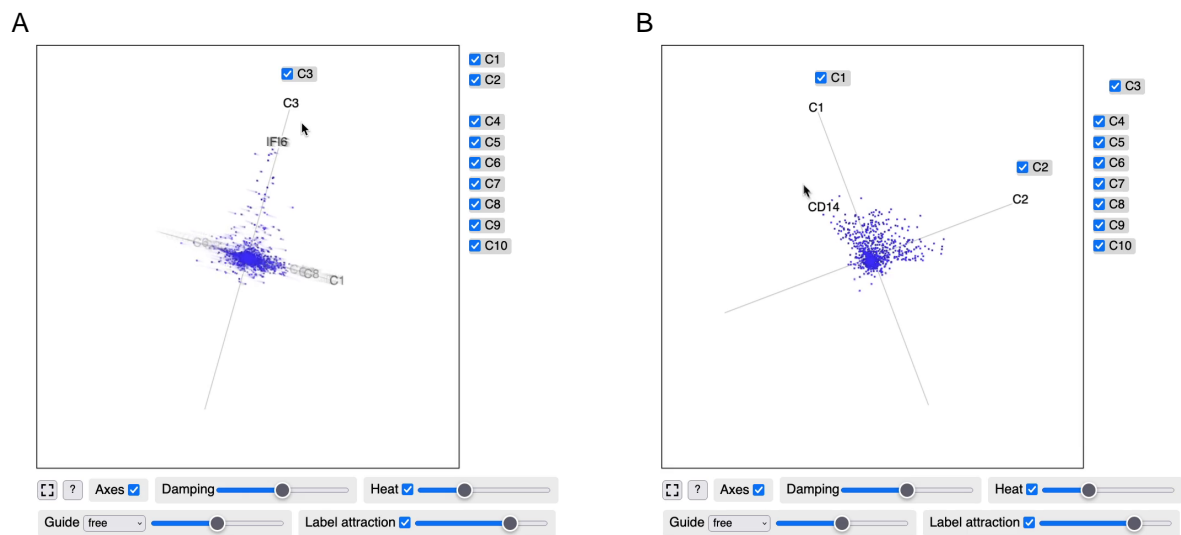 A
C3
C1
C2
C3
IFI6
C4
C5
C6
C7
C8
C9
C10
C8
C1
Axes
Damping
Heat
?
Guide
free
Label attraction
B
C1
C3
C1
C2
C2
CD14
C4
C5
C6
C7
C8
C9
C10
?
Axes
Damping
Heat
Guide
free
Label attraction